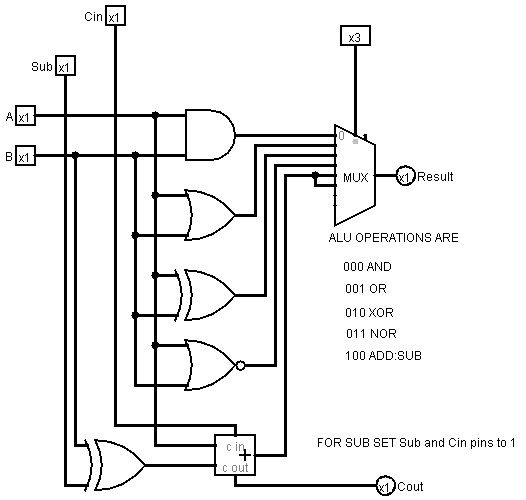 Cin x1
x3
Sub x1
A x1
B x1
0
MUX
x1 Result
ALU OPERATIONS ARE
000 AND
001 OR
010 XOR
011 NOR
100 ADD:SUB
c in
+
c out
FOR SUB SET Sub and Cin pins to 1
x1 Cout